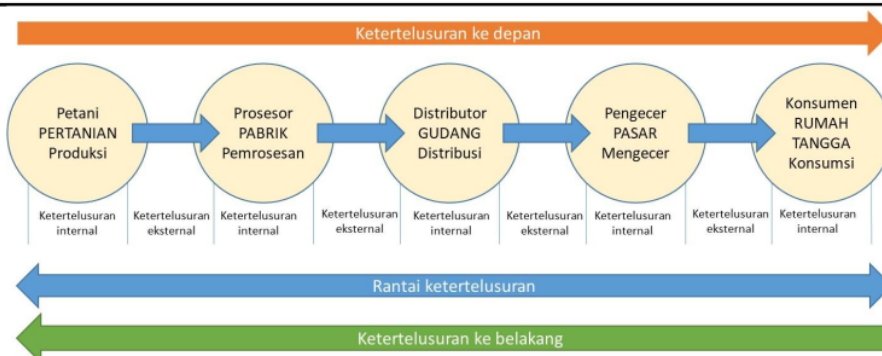 Ketertelusuran ke depan
Petani
PERTANIAN
Produksi
Prosesor
PABRIK
Pemrosesan
Distributor
GUDANG
Distribusi
Pengecer
PASAR
Mengecer
Konsumen
RUMAH
TANGGA
Konsumsi
Ketertelusuran
internal
Ketertelusuran
eksternal
Ketertelusuran
internal
Ketertelusuran
eksternal
Ketertelusuran
internal
Ketertelusuran
eksternal
Ketertelusuran
internal
Ketertelusuran
eksternal
Ketertelusuran
internal
Rantai ketertelusuran
Ketertelusuran ke belakang